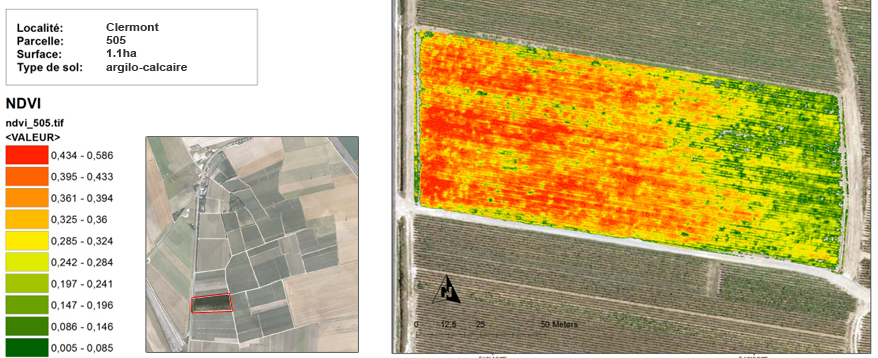 Localité: Clermont
Parcelle: 505
Surface: 1.1ha
Type de sol: argilo-calcaire
NDVI
ndvi_505.tif
<VALEUR>
0,434 - 0,586
0,395 - 0,433
0,361 - 0,394
0,325 - 0,36
0,285 - 0,324
0,242 - 0,284
0,197 - 0,241
0,147 - 0,196
0,086 - 0,146
0,005 - 0,085
N
0 12,5 25 50 Meters